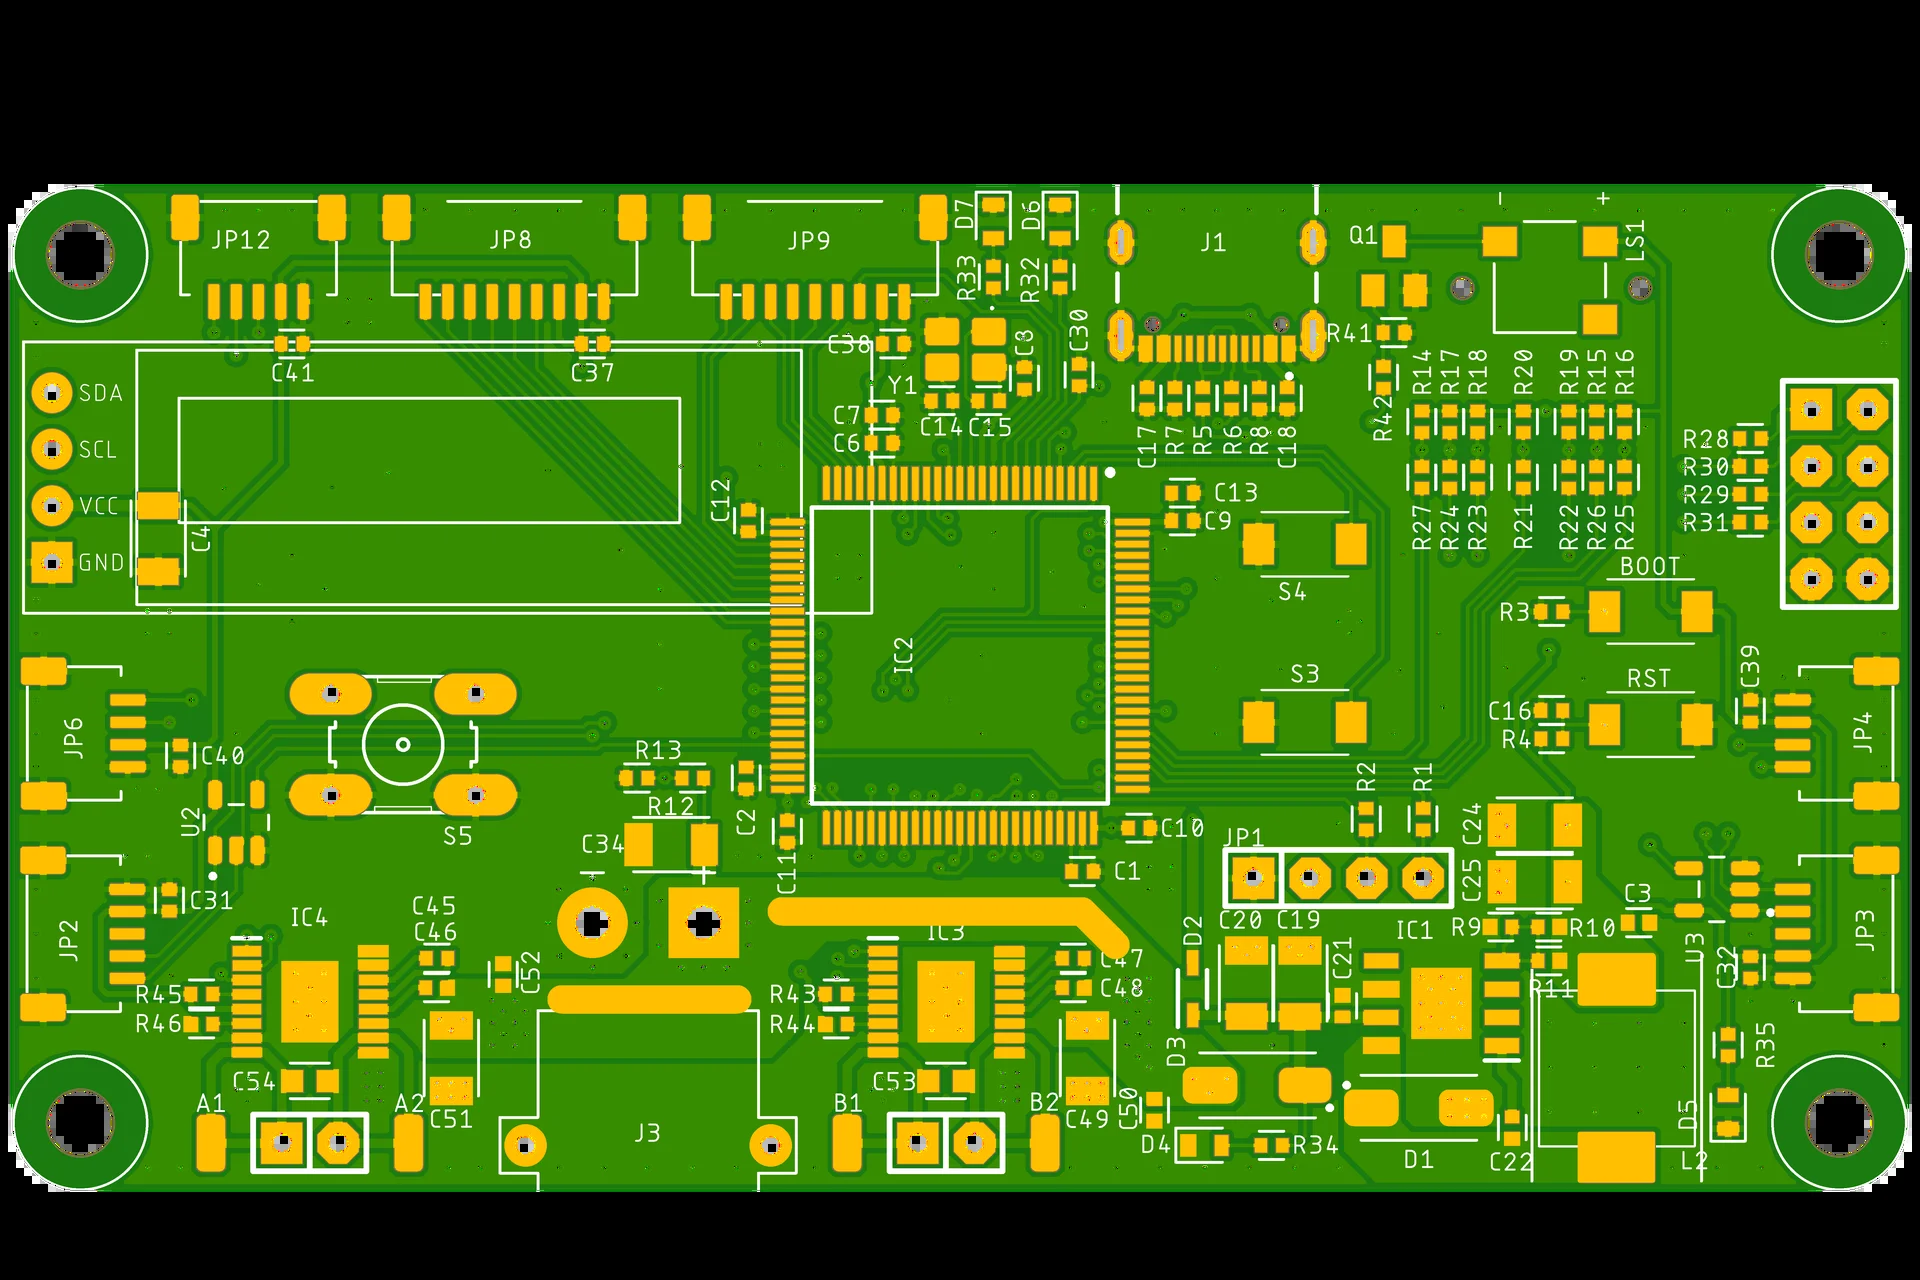 - +
JP12 JP8 JP9 D7 D6 J1 Q1 LS1
R33 R32
C38 C8 C30 R41
C41 C37 Y1 R14 R17 R18 R20 R19 R15 R16
SDA
C7 C14 C15 R42
C6 C17 R7 R5 R6 R8 C18 R28
SCL R30
C12 C13 R29
VCC C9 R31
C4 R27 R24 R23 R21 R22 R26 R25
GND BOOT
S4
R3
IC2
S3 RST C39
C16
JP6 R4 JP4
C40 R13
R2 R1
R12
U2 S5 C2 C10 JP1 C24
C34
+
C11 C1 C25
C31 C3
IC4 C45 C20 C19
C46 IC3 D2 IC1 R9 R10
JP2 U3 JP3
C52 C47 C21 C32
R45 R43 C48 R11
R46 R44
D3 R35
C54 C53
A1 A2 B1 B2
C51 C49 C50 D5
J3 D4 R34
D1 C22 L2